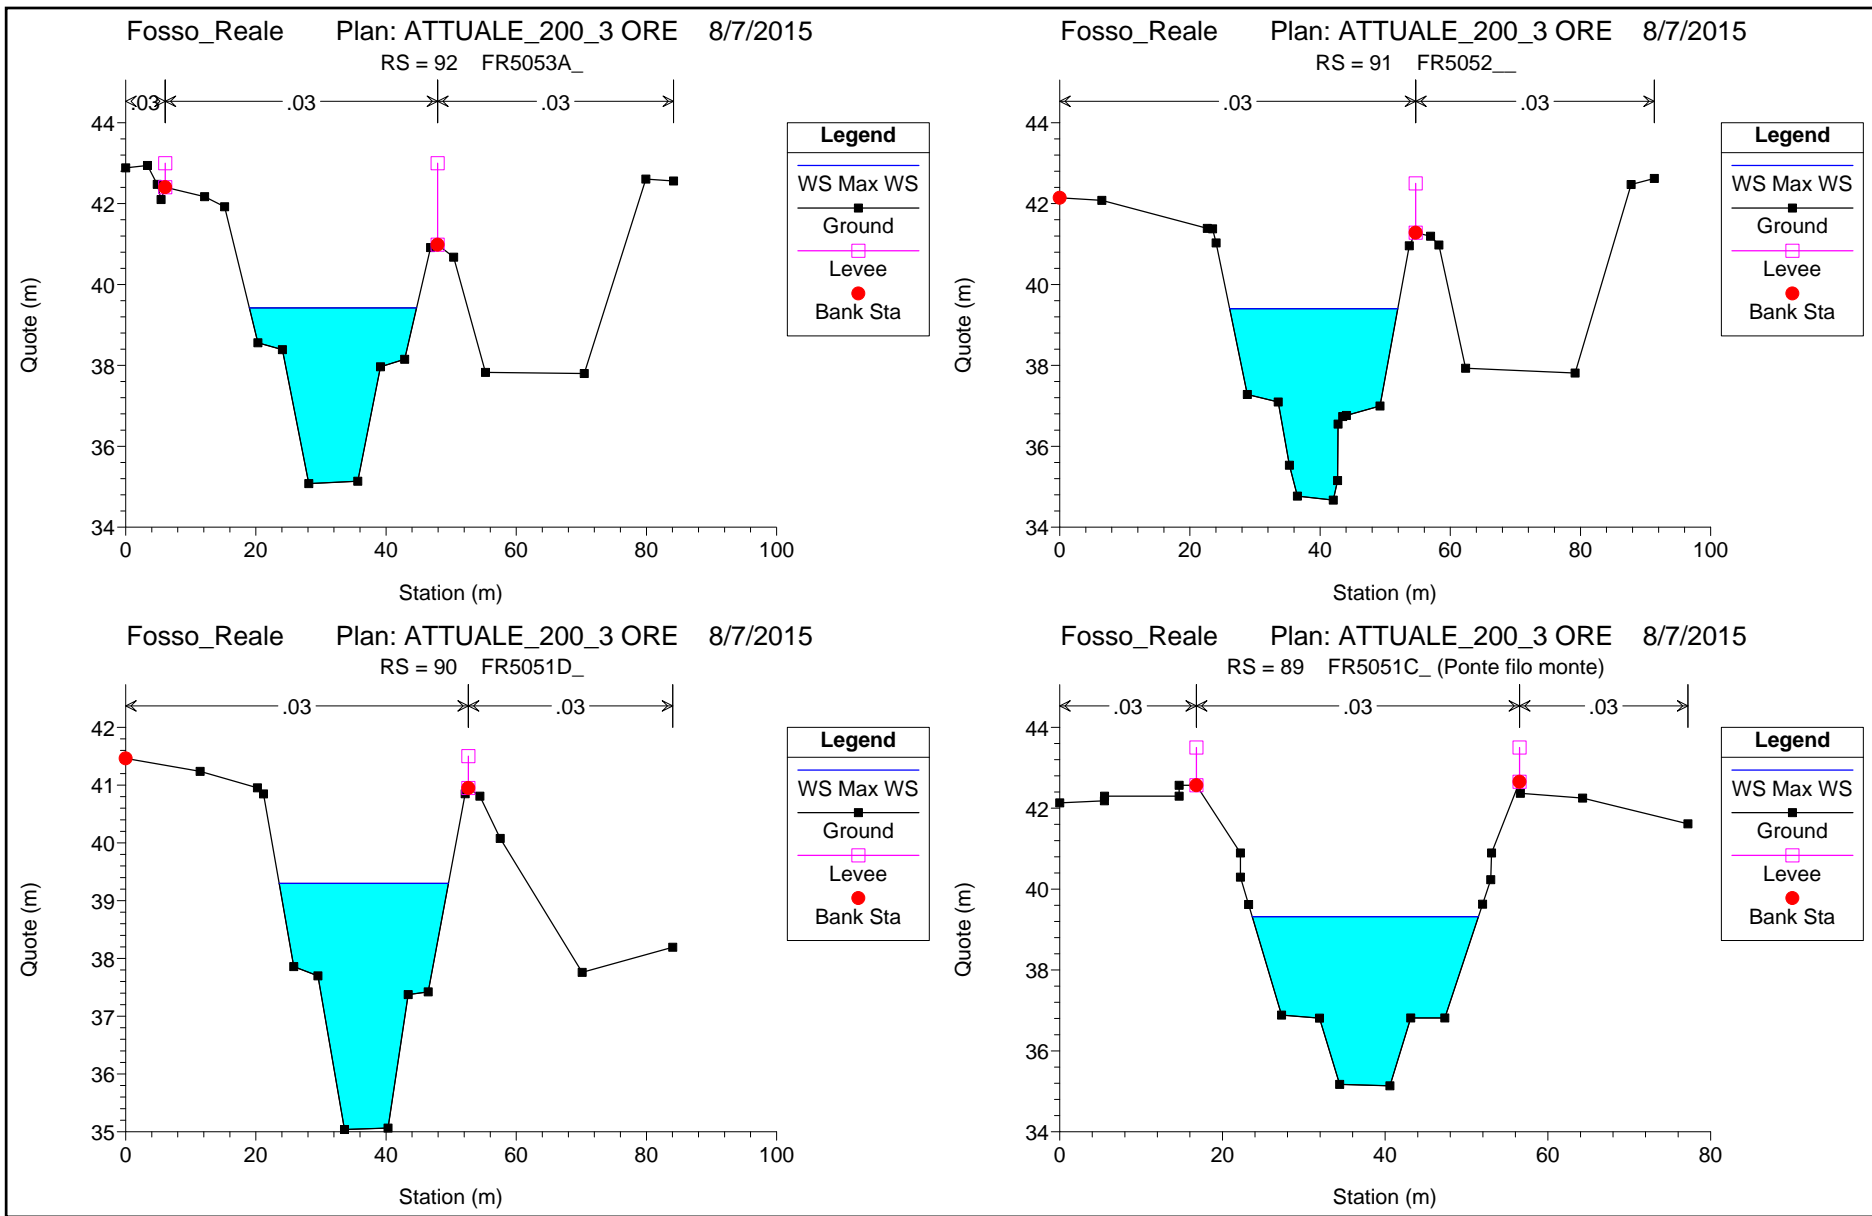 Fosso_Reale Plan: ATTUALE_200_3 ORE 8/7/2015
RS = 92 FR5053A_
.03 .03 .03
44
42
40
38
36
34
0 20 40 60 80 100
Quote (m)
Station (m)
Legend
WS Max WS
Ground
Levee
Bank Sta
Fosso_Reale Plan: ATTUALE_200_3 ORE 8/7/2015
RS = 91 FR5052__
.03 .03
44
42
40
38
36
34
0 20 40 60 80 100
Quote (m)
Station (m)
Legend
WS Max WS
Ground
Levee
Bank Sta
Fosso_Reale Plan: ATTUALE_200_3 ORE 8/7/2015
RS = 90 FR5051D_
.03 .03
42
41
40
39
38
37
36
35
0 20 40 60 80 100
Quote (m)
Station (m)
Legend
WS Max WS
Ground
Levee
Bank Sta
Fosso_Reale Plan: ATTUALE_200_3 ORE 8/7/2015
RS = 89 FR5051C_ (Ponte filo monte)
.03 .03 .03
44
42
40
38
36
34
0 20 40 60 80
Quote (m)
Station (m)
Legend
WS Max WS
Ground
Levee
Bank Sta